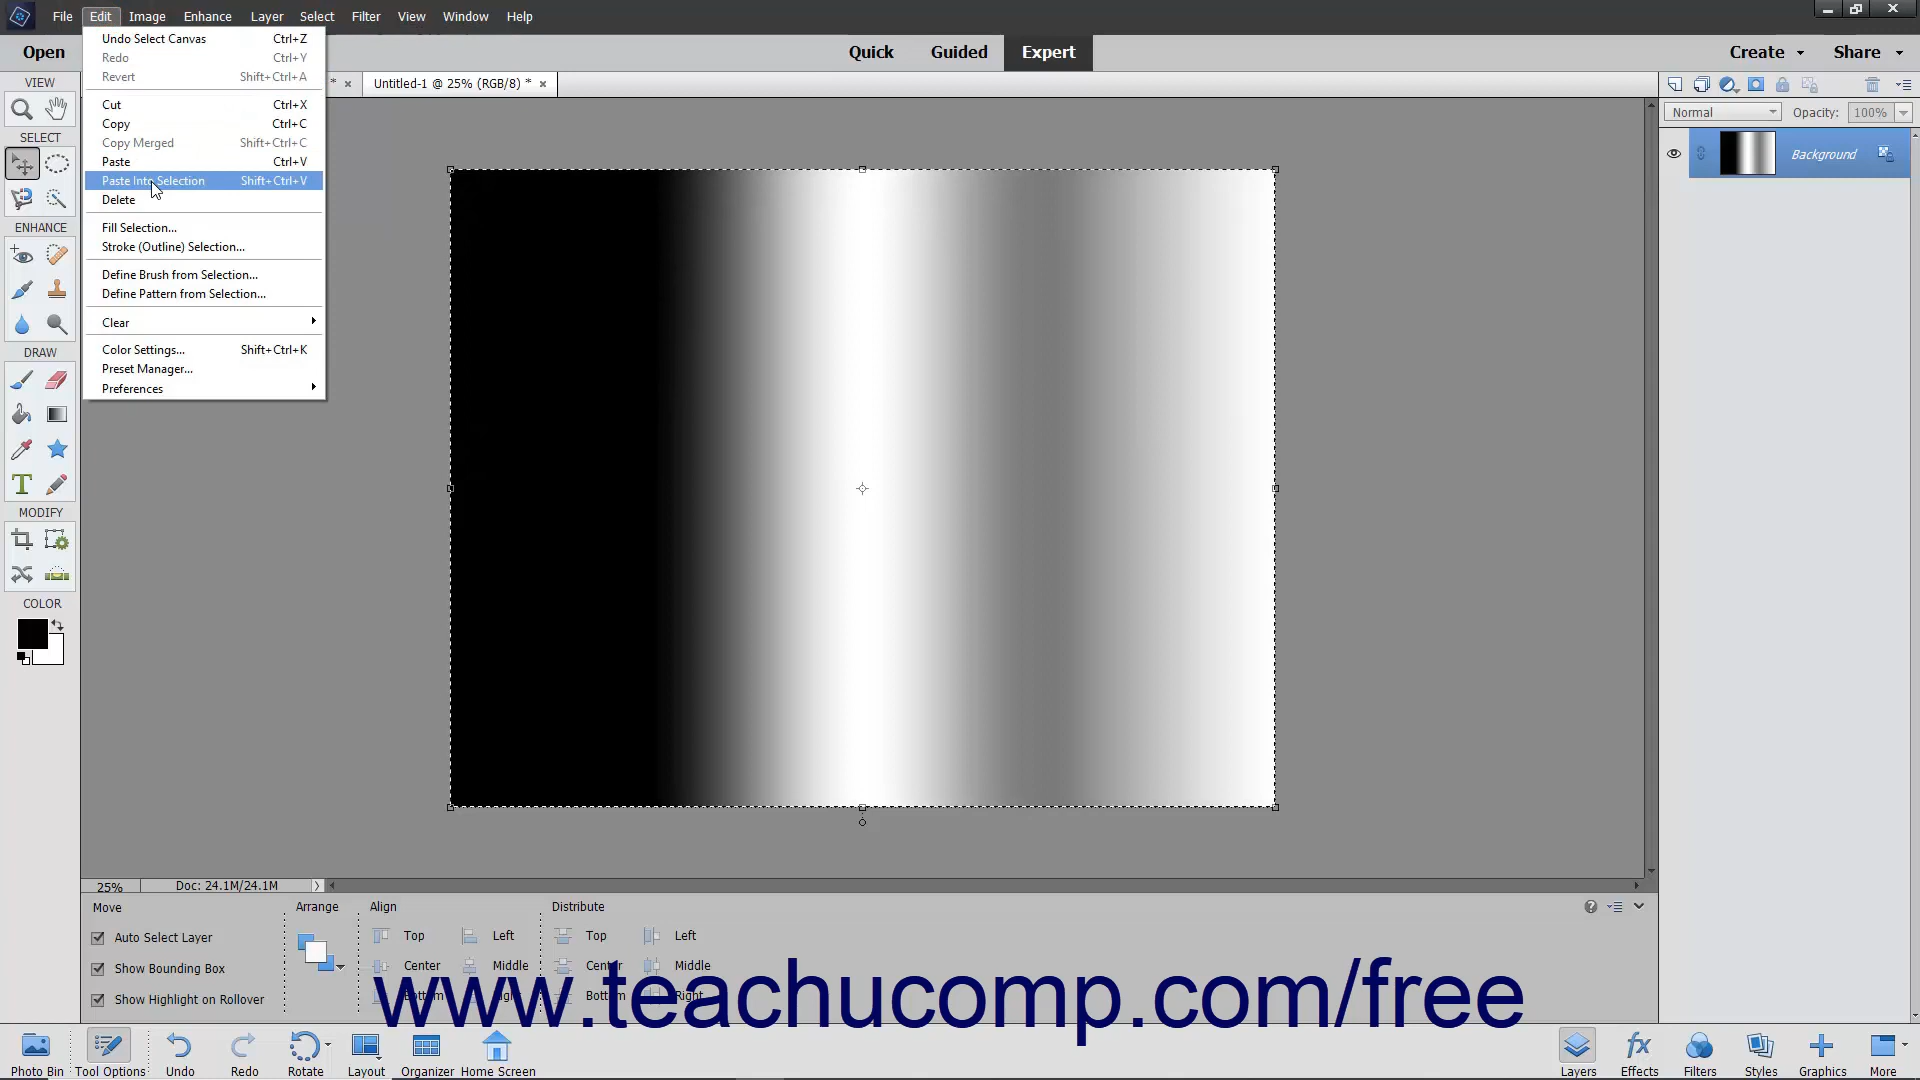 File Edit Image Enhance Layer Select Filter View Window Help
Open Quick Guided Expert Create Share
Undo Select Canvas Ctrl+Z
Redo Ctrl+Y
Revert Shift+Ctrl+A
Cut Ctrl+X
Copy Ctrl+C
Copy Merged Shift+Ctrl+C
Paste Ctrl+V
Paste Into Selection Shift+Ctrl+V
Delete
Fill Selection...
Stroke (Outline) Selection...
Define Brush from Selection...
Define Pattern from Selection...
Clear
Color Settings... Shift+Ctrl+K
Preset Manager...
Preferences
* × Untitled-1 @ 25% (RGB/8) * ×
VIEW
SELECT
ENHANCE
DRAW
MODIFY
COLOR
Normal Opacity: 100%
Background
25% Doc: 24.1M/24.1M
Move Arrange Align Distribute
Auto Select Layer Top Left Top Left
Show Bounding Box Center Middle Center Middle
Show Highlight on Rollover Bottom Right Bottom Right
www.teachucomp.com/free
Photo Bin Tool Options Undo Redo Rotate Layout Organizer Home Screen Layers Effects Filters Styles Graphics More